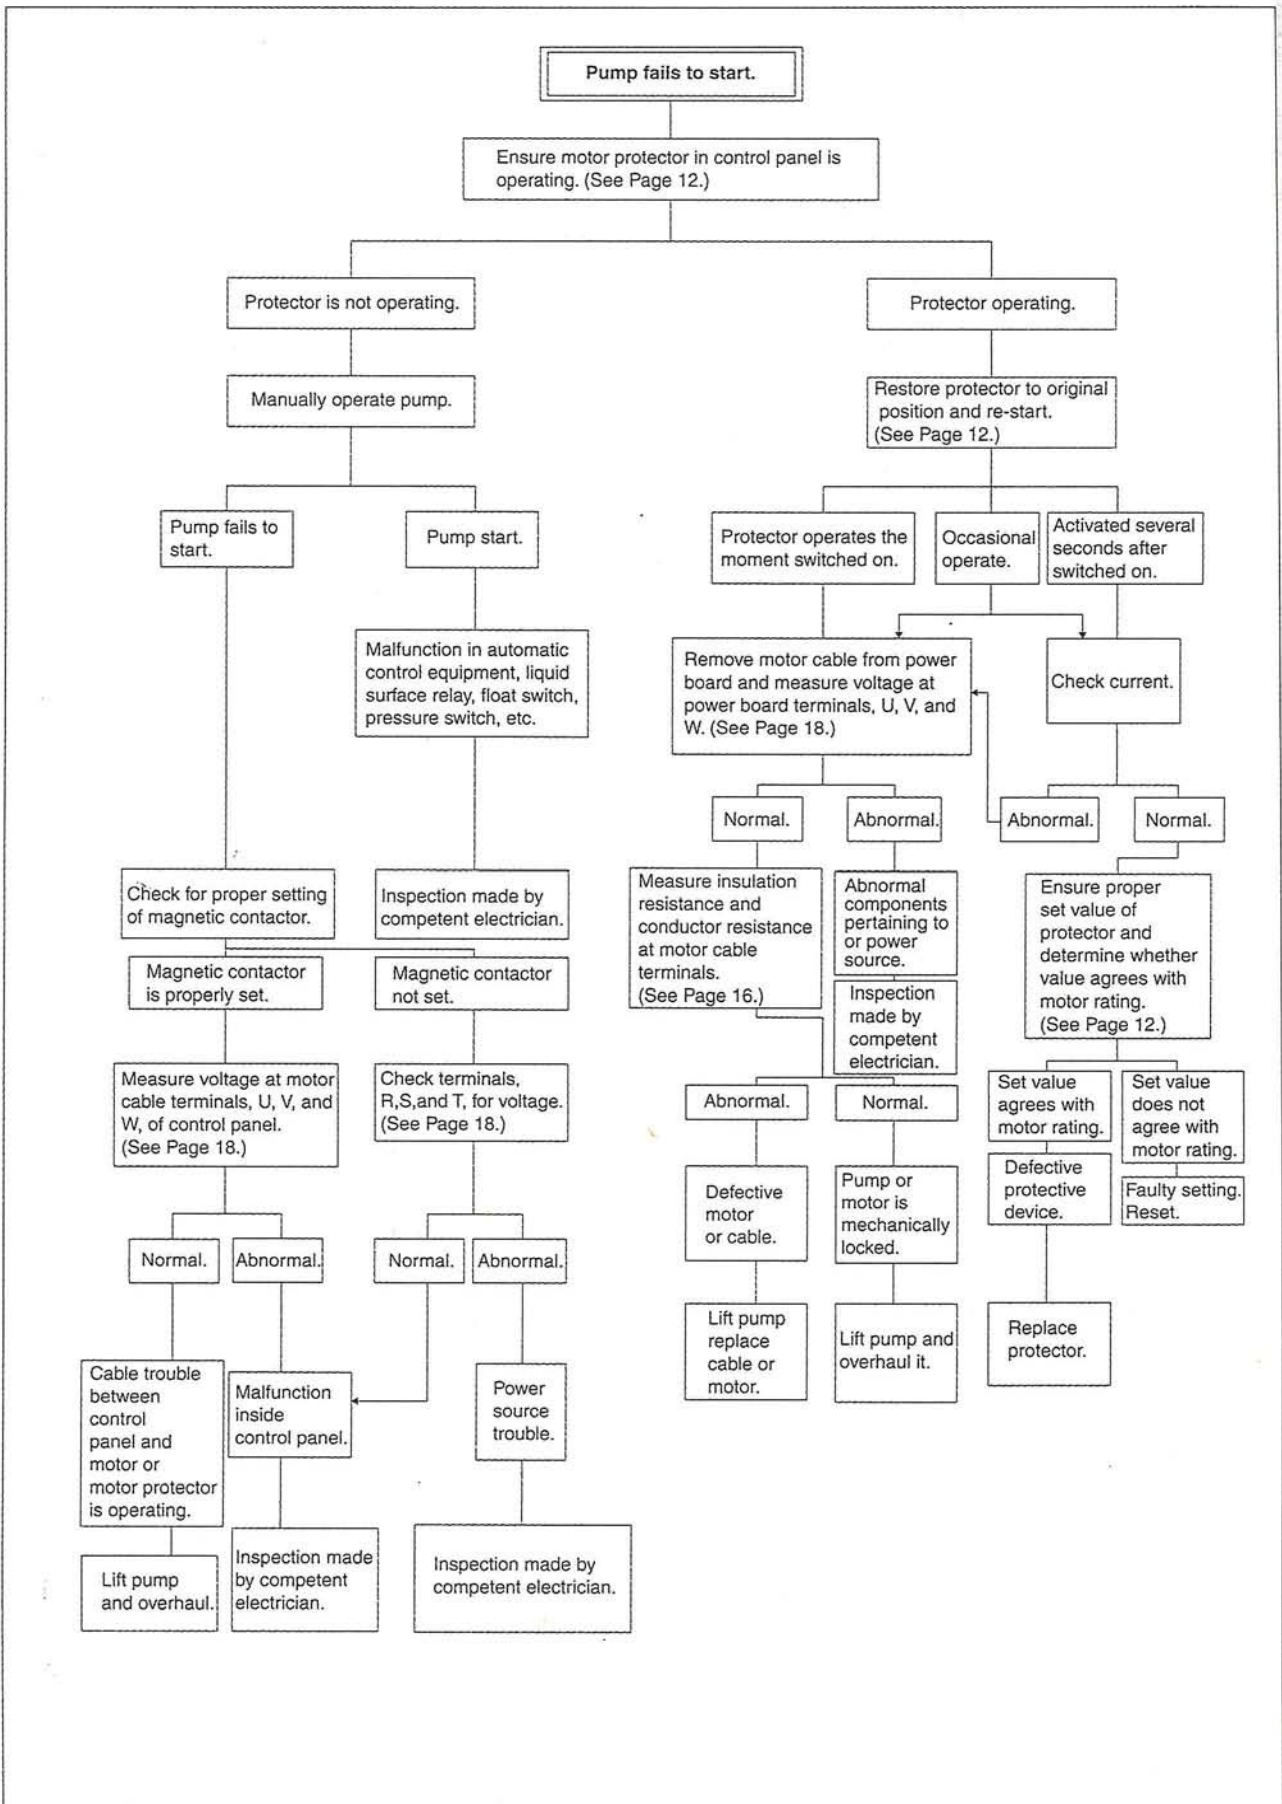 Pump fails to start.
Ensure motor protector in control panel is
operating. (See Page 12.)
Protector is not operating.
Protector operating.
Manually operate pump.
Restore protector to original
position and re-start.
(See Page 12.)
Pump fails to
start.
Pump start.
Protector operates the
moment switched on.
Occasional
operate.
Activated several
seconds after
switched on.
Malfunction in automatic
control equipment, liquid
surface relay, float switch,
pressure switch, etc.
Remove motor cable from power
board and measure voltage at
power board terminals, U, V, and
W. (See Page 18.)
Check current.
Normal.
Abnormal.
Abnormal.
Normal.
Check for proper setting
of magnetic contactor.
Inspection made by
competent electrician.
Measure insulation
resistance and
conductor resistance
at motor cable
terminals.
(See Page 16.)
Abnormal
components
pertaining to
or power
source.
Ensure proper
set value of
protector and
determine whether
value agrees with
motor rating.
(See Page 12.)
Magnetic contactor
is properly set.
Magnetic contactor
not set.
Inspection
made by
competent
electrician.
Measure voltage at motor
cable terminals, U, V, and
W, of control panel.
(See Page 18.)
Check terminals,
R,S,and T, for voltage.
(See Page 18.)
Abnormal.
Normal.
Set value
agrees with
motor rating.
Set value
does not
agree with
motor rating.
Defective
motor
or cable.
Pump or
motor is
mechanically
locked.
Defective
protective
device.
Faulty setting.
Reset.
Normal.
Abnormal.
Normal.
Abnormal.
Lift pump
replace
cable or
motor.
Lift pump and
overhaul it.
Replace
protector.
Cable trouble
between
control
panel and
motor or
motor protector
is operating.
Malfunction
inside
control panel.
Power
source
trouble.
Lift pump
and overhaul.
Inspection made
by competent
electrician.
Inspection made by
competent electrician.